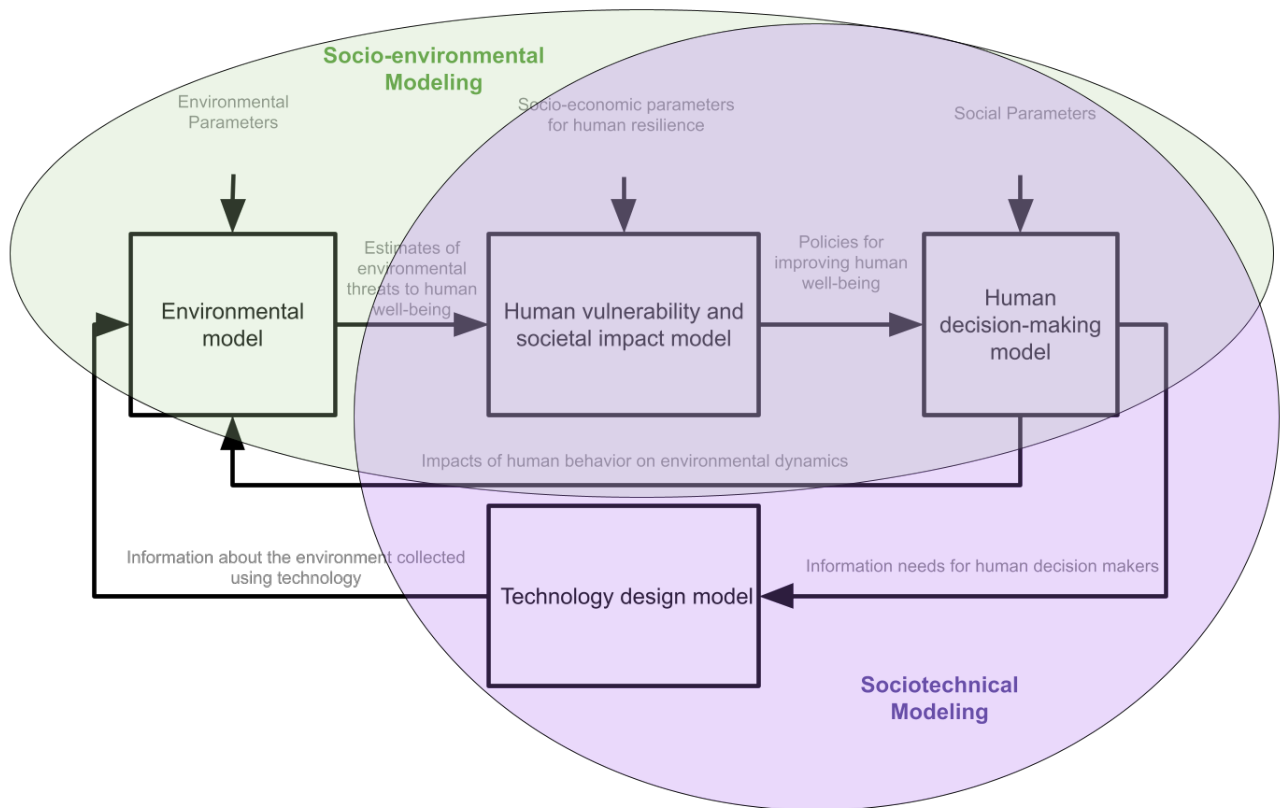 Socio-environmental
Modeling
Environmental
Parameters
Socio-economic parameters
for human resilience
Social Parameters
Environmental
model
Estimates of
environmental
threats to human
well-being
Human vulnerability and
societal impact model
Policies for
improving human
well-being
Human
decision-making
model
Impacts of human behavior on environmental dynamics
Information about the environment collected
using technology
Technology design model
Information needs for human decision makers
Sociotechnical
Modeling